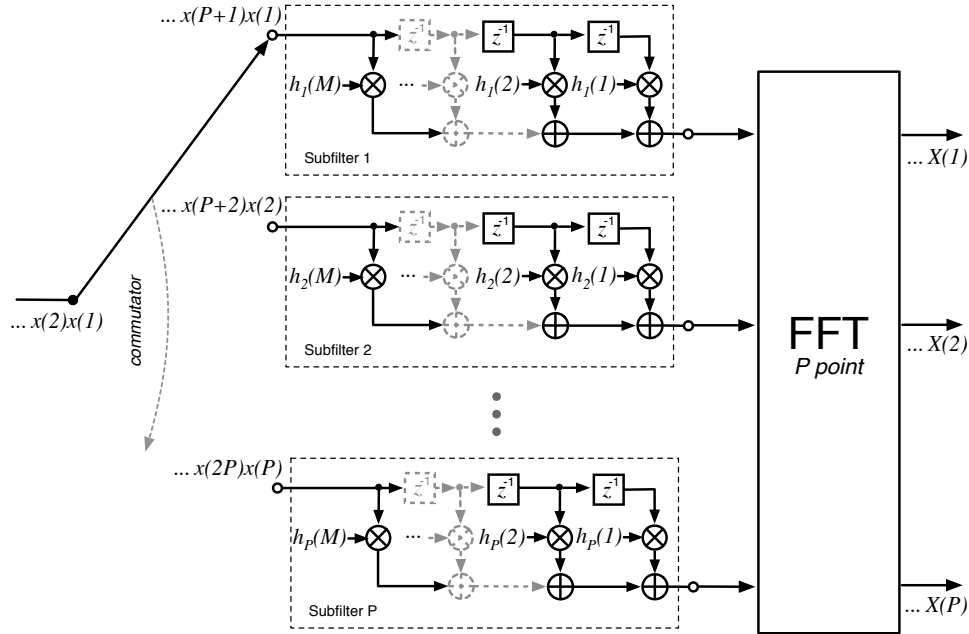 ... x(P+1)x(1)
z⁻¹ z⁻¹ z⁻¹
h₁(M) ... h₁(2) h₁(1)
Subfilter 1
... X(1)
... x(P+2)x(2)
z⁻¹ z⁻¹ z⁻¹
h₂(M) ... h₂(2) h₂(1)
... x(2)x(1)
commutator
Subfilter 2
FFT
P point
... X(2)
... x(2P)x(P)
z⁻¹ z⁻¹ z⁻¹
h_P(M) ... h_P(2) h_P(1)
Subfilter P
... X(P)